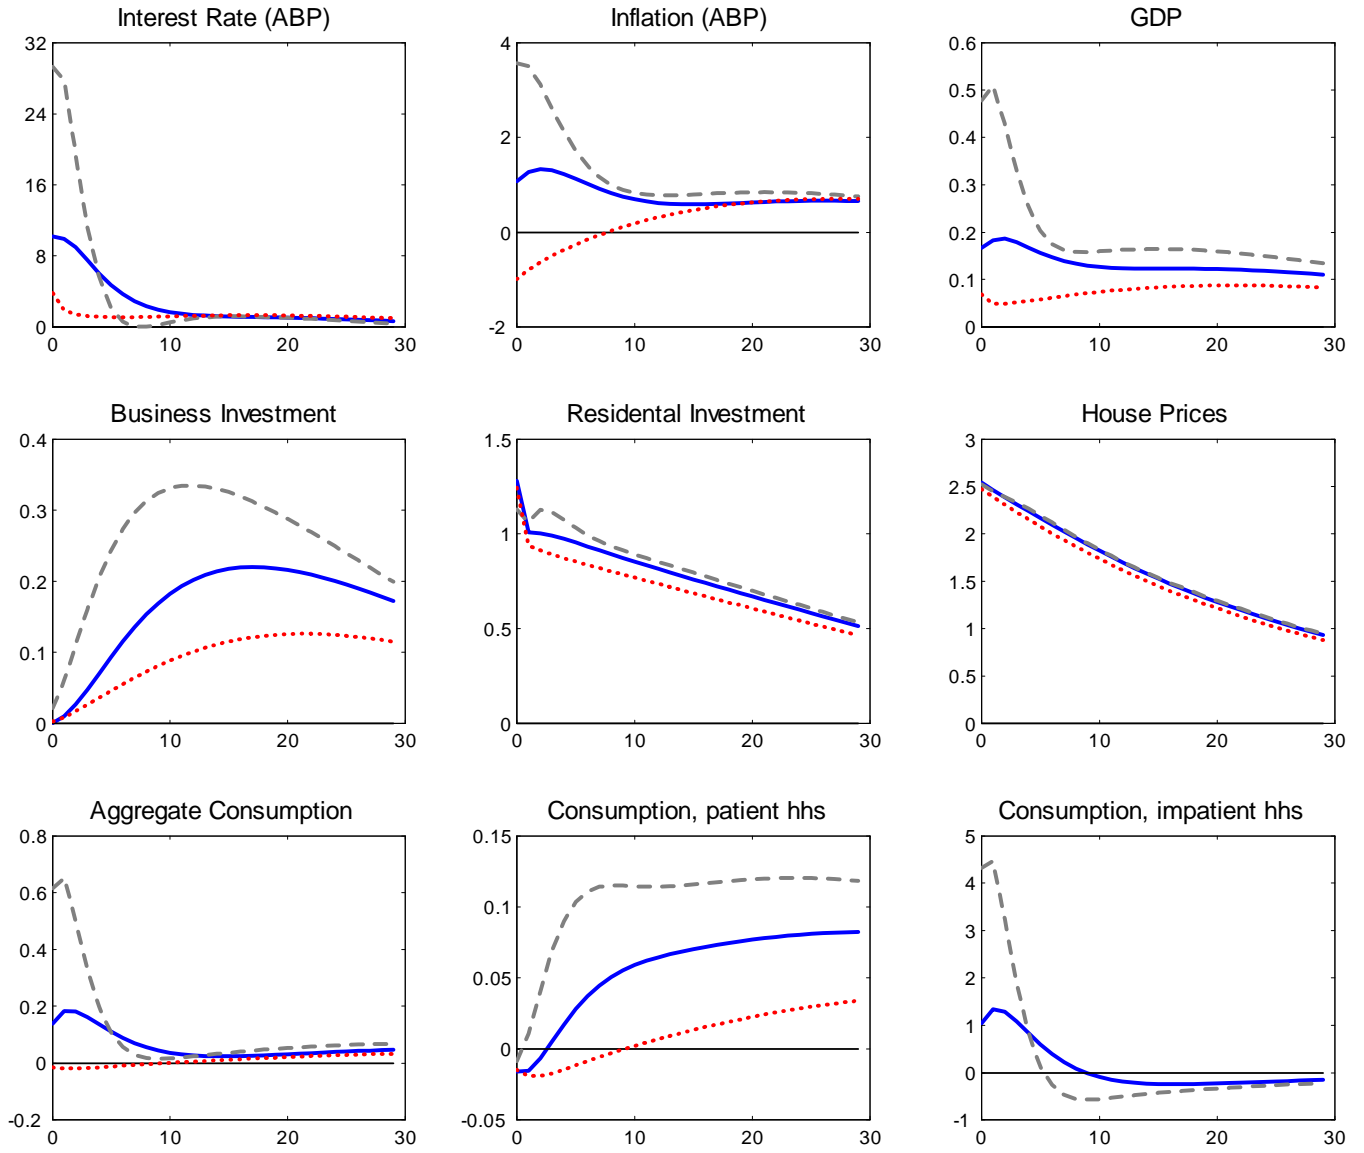 Interest Rate (ABP) Inflation (ABP) GDP
32 4 0.6
0.5
24
2 0.4
16 0.3
0 0.2
8
0.1
0 -2 0
0 10 20 30 0 10 20 30 0 10 20 30
Business Investment Residental Investment House Prices
0.4 1.5 3
2.5
0.3
1 2
0.2 1.5
0.5 1
0.1
0.5
0 0 0
0 10 20 30 0 10 20 30 0 10 20 30
Aggregate Consumption Consumption, patient hhs Consumption, impatient hhs
0.8 0.15 5
4
0.6
0.1
3
0.4
0.05 2
0.2
1
0 0
0
-0.2 -0.05 -1
0 10 20 30 0 10 20 30 0 10 20 30